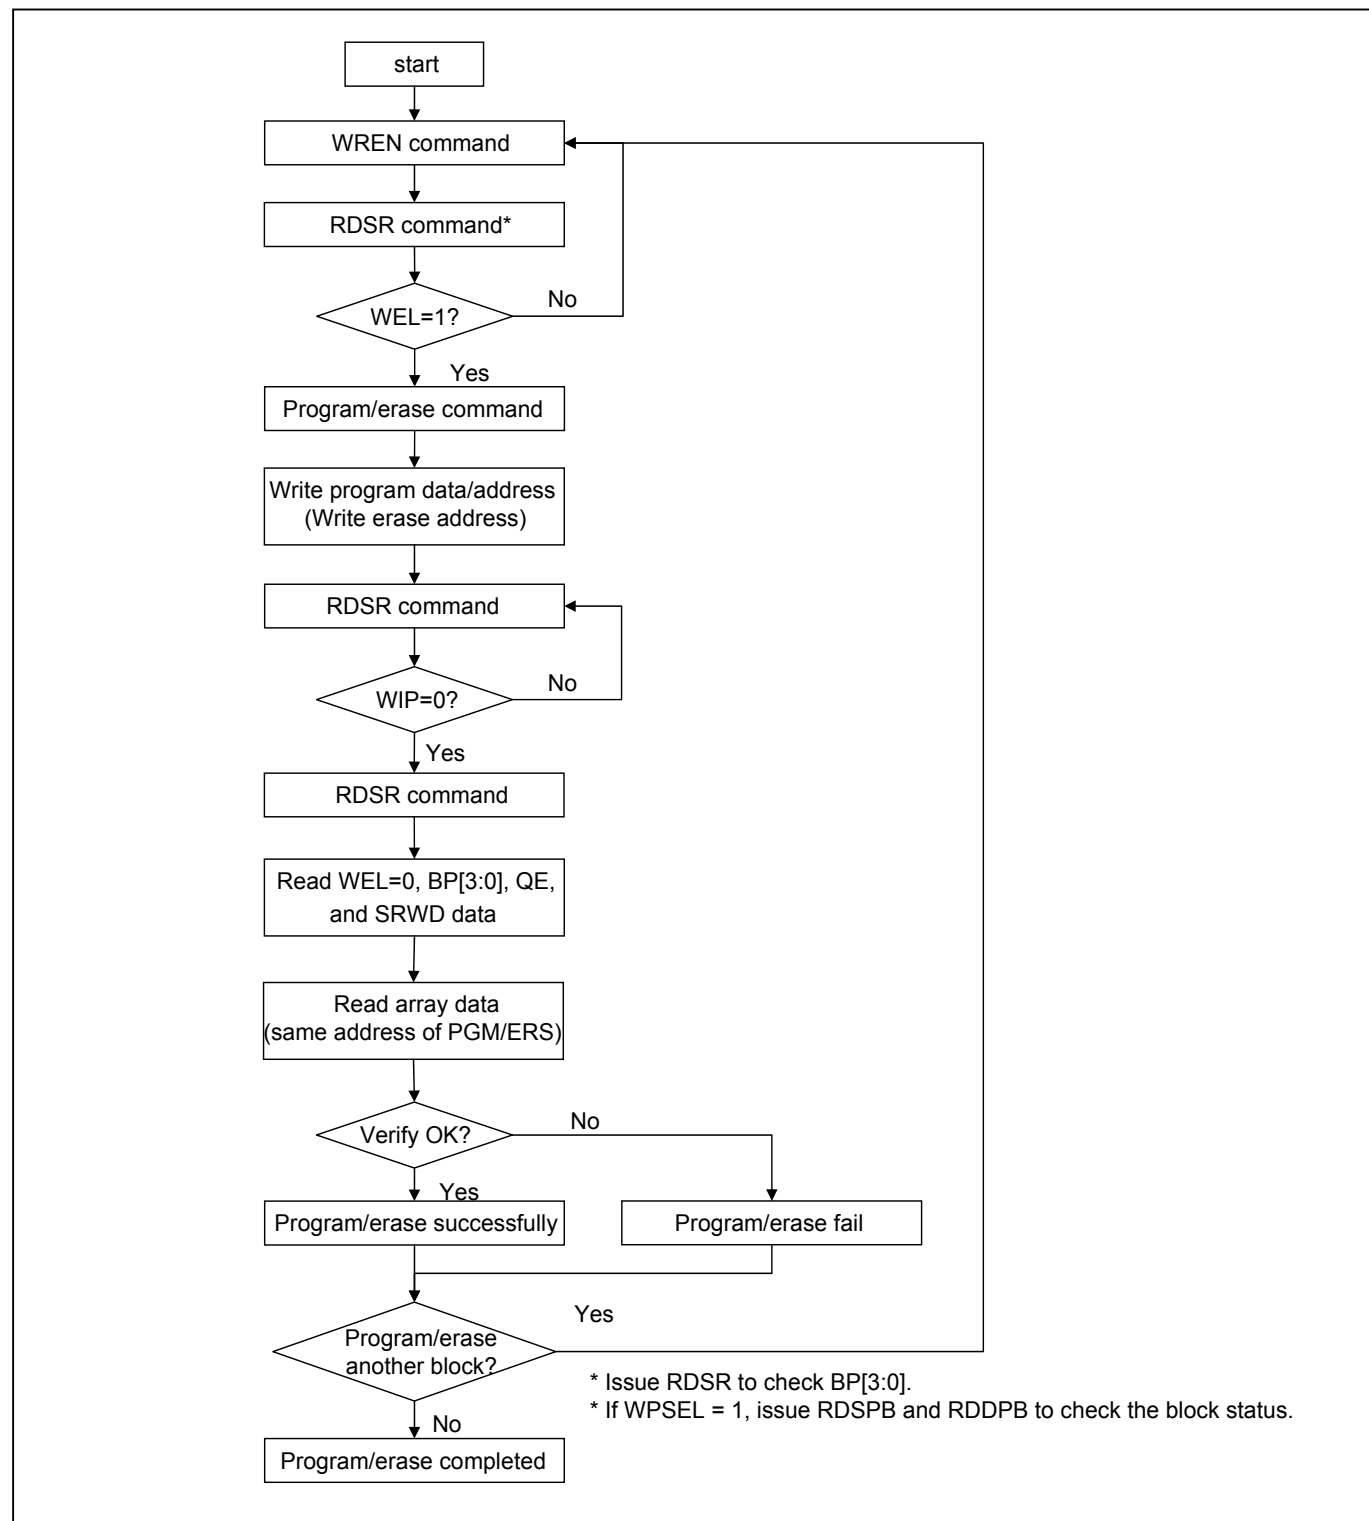 start
WREN command
RDSR command*
WEL=1?
No
Yes
Program/erase command
Write program data/address
(Write erase address)
RDSR command
WIP=0?
No
Yes
RDSR command
Read WEL=0, BP[3:0], QE,
and SRWD data
Read array data
(same address of PGM/ERS)
Verify OK?
No
Yes
Program/erase successfully
Program/erase fail
Program/erase
another block?
Yes
* Issue RDSR to check BP[3:0].
* If WPSEL = 1, issue RDSPB and RDDPB to check the block status.
No
Program/erase completed